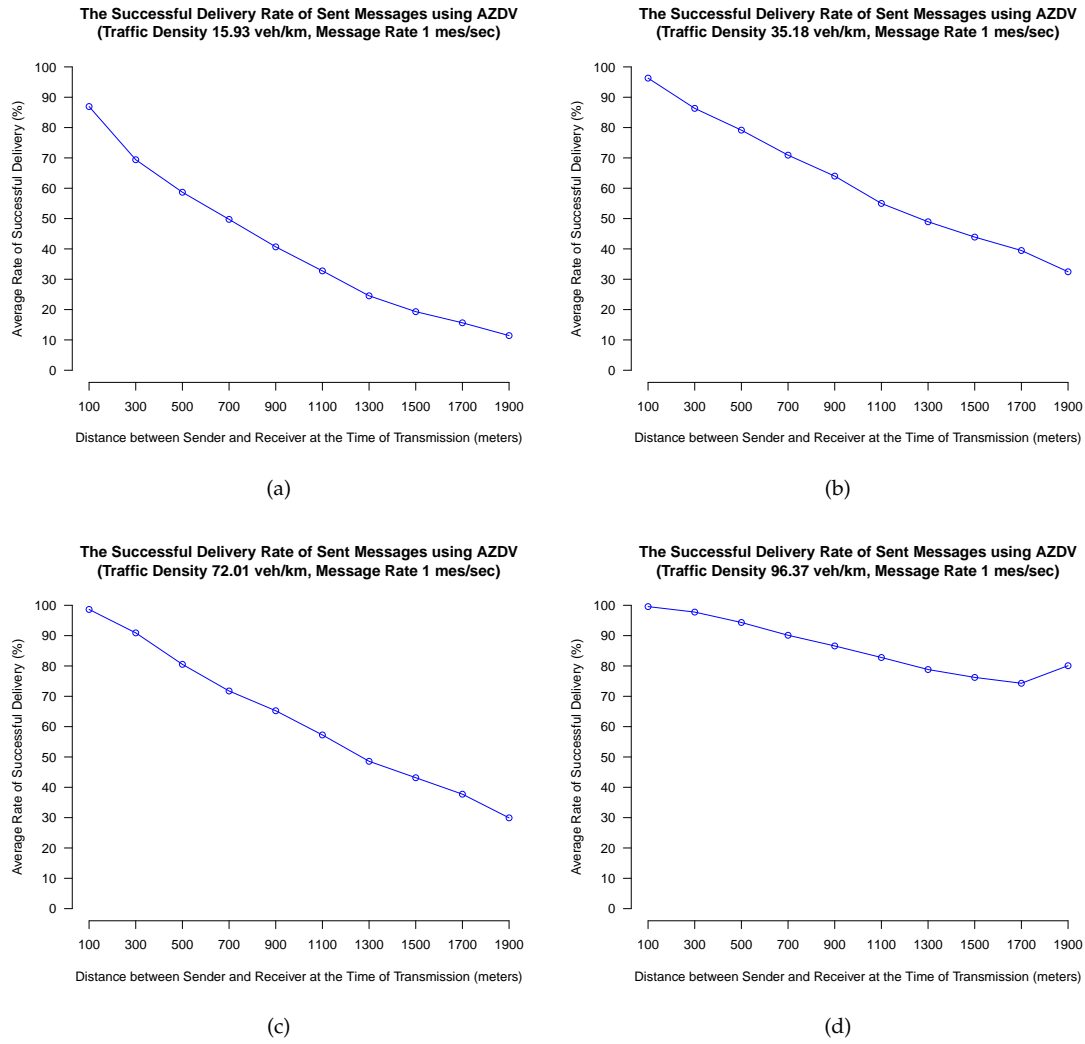 The Successful Delivery Rate of Sent Messages using AZDV
(Traffic Density 15.93 veh/km, Message Rate 1 mes/sec)
Average Rate of Successful Delivery (%)
100
90
80
70
60
50
40
30
20
10
0
100 300 500 700 900 1100 1300 1500 1700 1900
Distance between Sender and Receiver at the Time of Transmission (meters)
(a)
The Successful Delivery Rate of Sent Messages using AZDV
(Traffic Density 35.18 veh/km, Message Rate 1 mes/sec)
Average Rate of Successful Delivery (%)
100
90
80
70
60
50
40
30
20
10
0
100 300 500 700 900 1100 1300 1500 1700 1900
Distance between Sender and Receiver at the Time of Transmission (meters)
(b)
The Successful Delivery Rate of Sent Messages using AZDV
(Traffic Density 72.01 veh/km, Message Rate 1 mes/sec)
Average Rate of Successful Delivery (%)
100
90
80
70
60
50
40
30
20
10
0
100 300 500 700 900 1100 1300 1500 1700 1900
Distance between Sender and Receiver at the Time of Transmission (meters)
(c)
The Successful Delivery Rate of Sent Messages using AZDV
(Traffic Density 96.37 veh/km, Message Rate 1 mes/sec)
Average Rate of Successful Delivery (%)
100
90
80
70
60
50
40
30
20
10
0
100 300 500 700 900 1100 1300 1500 1700 1900
Distance between Sender and Receiver at the Time of Transmission (meters)
(d)